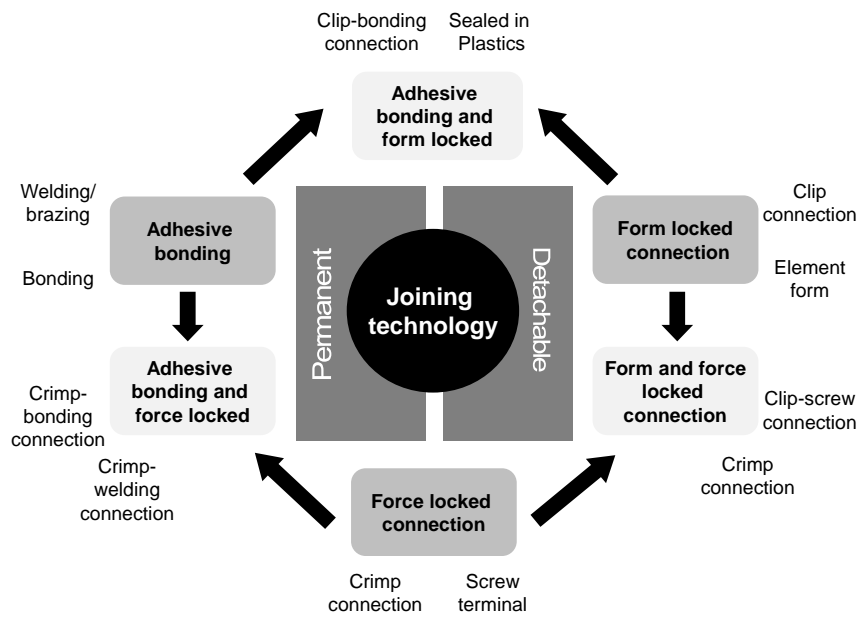 Clip-bonding
connection
Sealed in
Plastics
Adhesive
bonding and
form locked
Welding/
brazing
Bonding
Adhesive
bonding
Permanent
Joining
technology
Detachable
Form locked
connection
Clip
connection
Element
form
Adhesive
bonding and
force locked
Crimp-
bonding
connection
Crimp-
welding
connection
Form and force
locked
connection
Clip-screw
connection
Crimp
connection
Force locked
connection
Crimp
connection
Screw
terminal